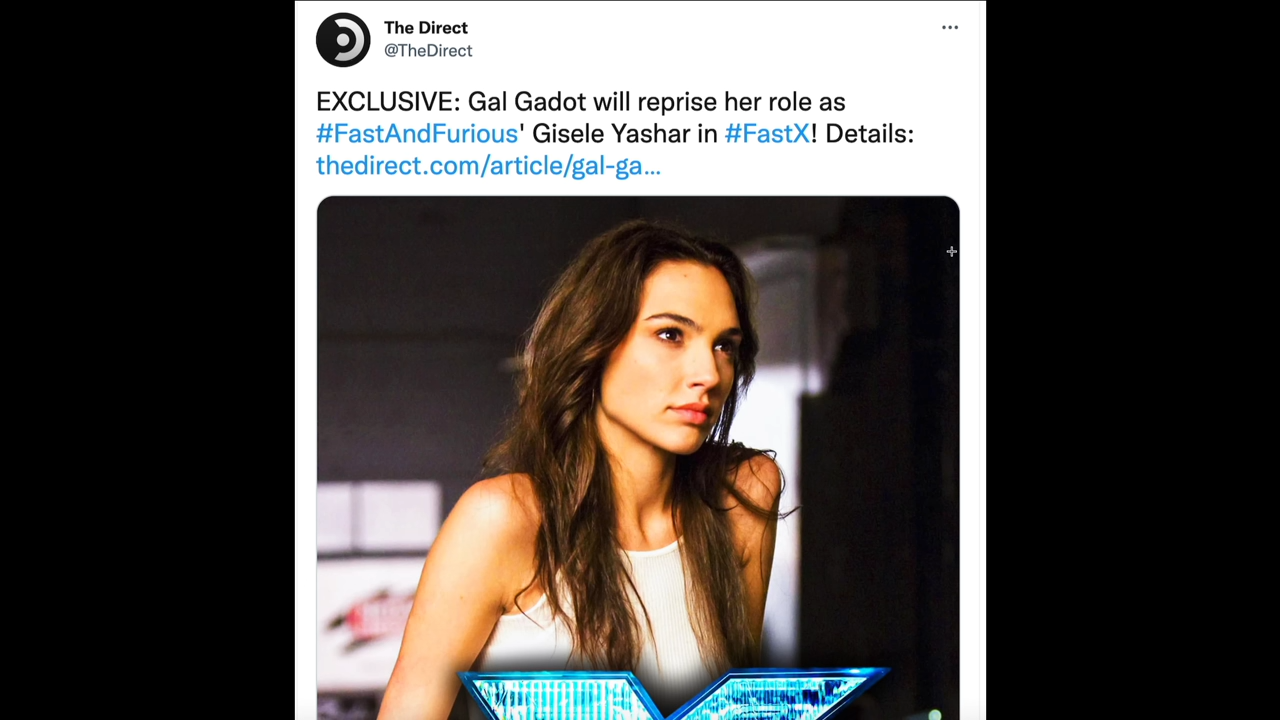 The Direct
@TheDirect
EXCLUSIVE: Gal Gadot will reprise her role as
#FastAndFurious' Gisele Yashar in #FastX! Details:
thedirect.com/article/gal-ga...